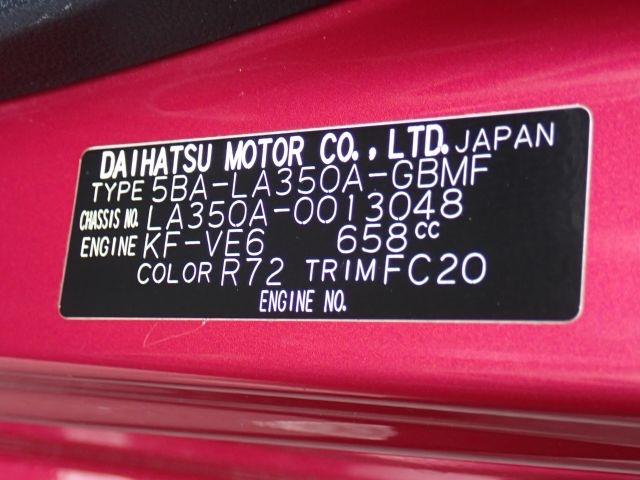 DAIHATSU MOTOR CO., LTD. JAPAN
TYPE 5BA-LA350A-GBMF
CHASSIS NO. LA350A-0013048
ENGINE KF-VE6 658cc
COLOR R72 TRIM FC20
ENGINE NO.